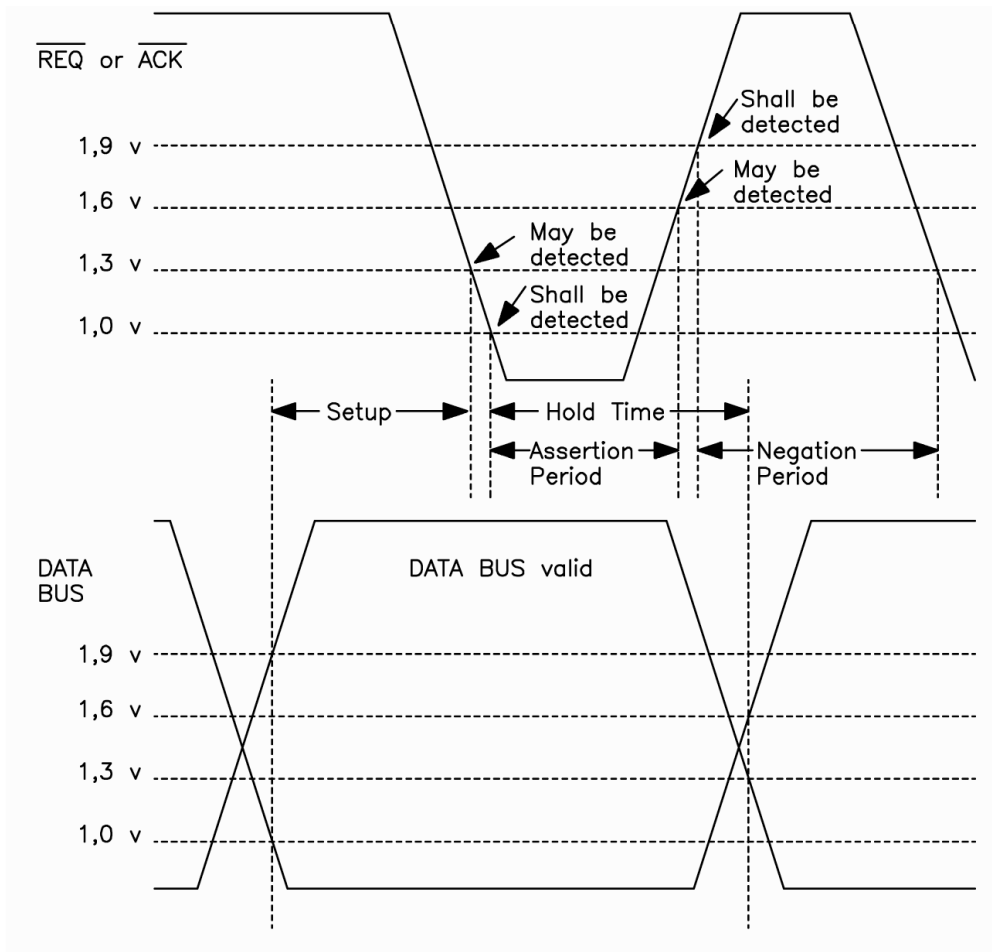 REQ or ACK
1,9 v
1,6 v
1,3 v
1,0 v
Shall be
detected
May be
detected
May be
detected
Shall be
detected
Setup
Hold Time
Assertion
Period
Negation
Period
DATA
BUS
DATA BUS valid
1,9 v
1,6 v
1,3 v
1,0 v